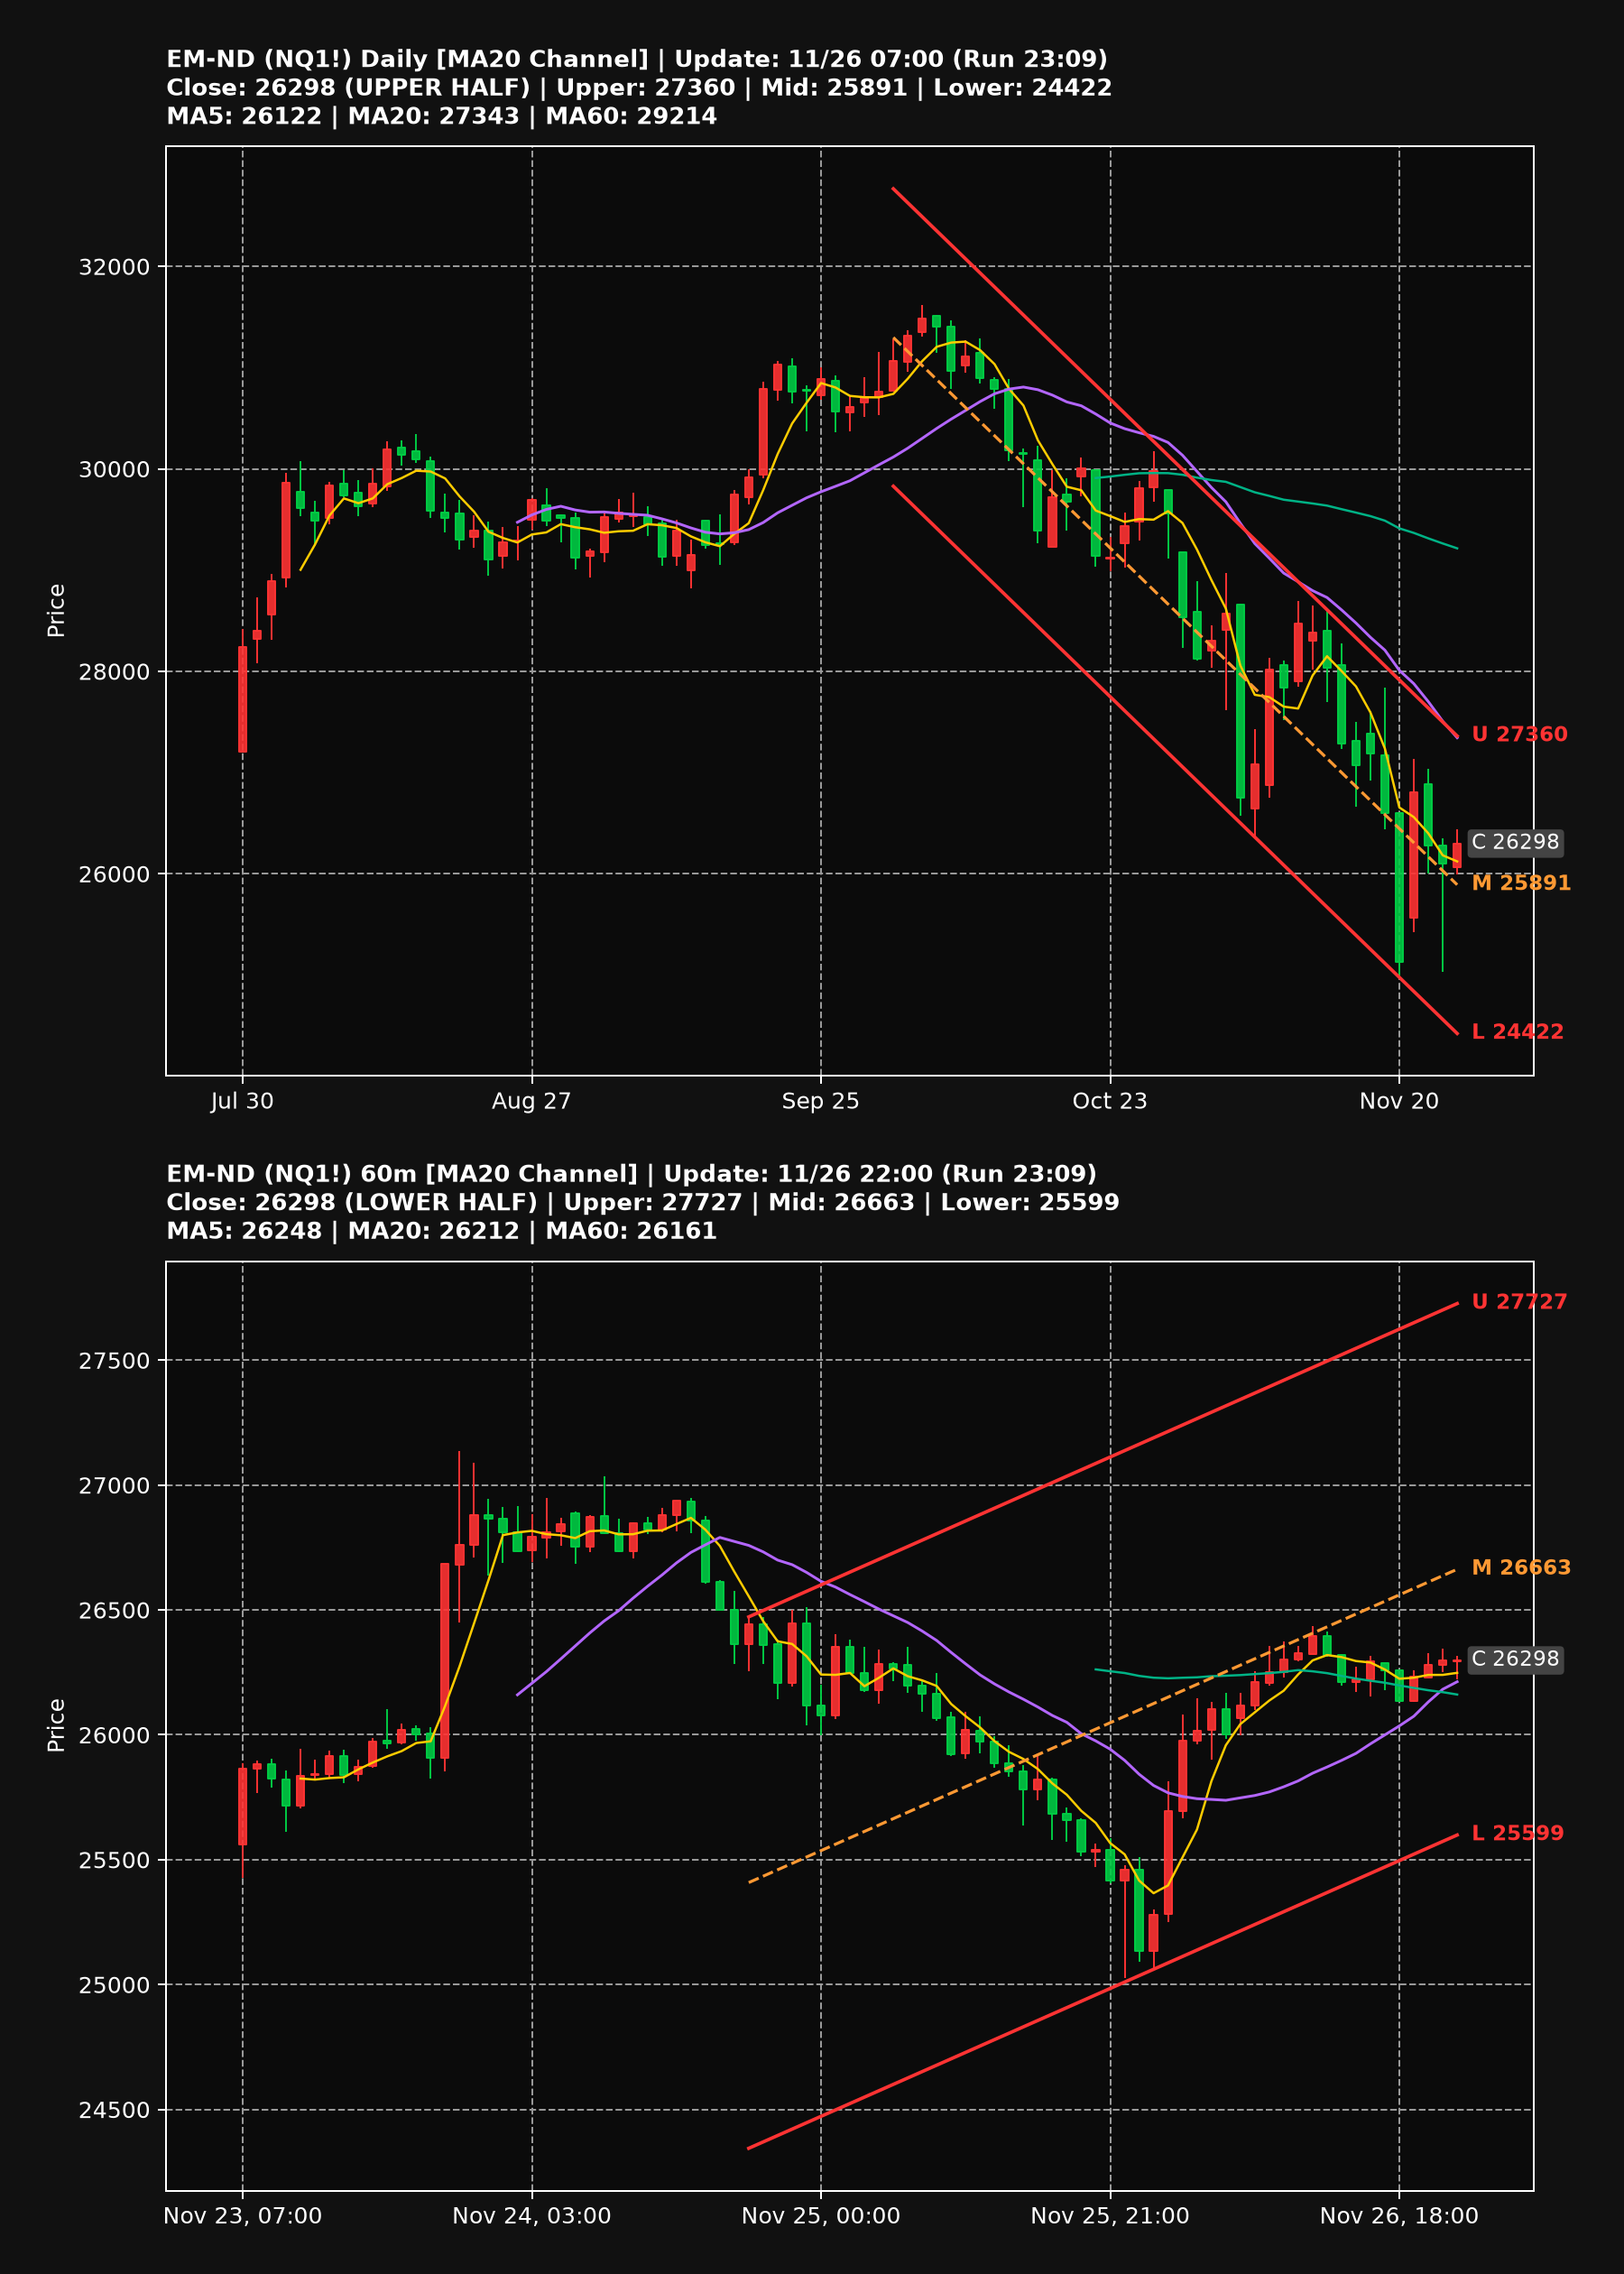 EM-ND (NQ1!) Daily [MA20 Channel] | Update: 11/26 07:00 (Run 23:09)
Close: 26298 (UPPER HALF) | Upper: 27360 | Mid: 25891 | Lower: 24422
MA5: 26122 | MA20: 27343 | MA60: 29214
32000
30000
Price
28000
U 27360
C 26298
26000
M 25891
L 24422
Jul 30
Aug 27
Sep 25
Oct 23
Nov 20
EM-ND (NQ1!) 60m [MA20 Channel] | Update: 11/26 22:00 (Run 23:09)
Close: 26298 (LOWER HALF) | Upper: 27727 | Mid: 26663 | Lower: 25599
MA5: 26248 | MA20: 26212 | MA60: 26161
U 27727
27500
27000
M 26663
26500
C 26298
Price
26000
L 25599
25500
25000
24500
Nov 23, 07:00
Nov 24, 03:00
Nov 25, 00:00
Nov 25, 21:00
Nov 26, 18:00